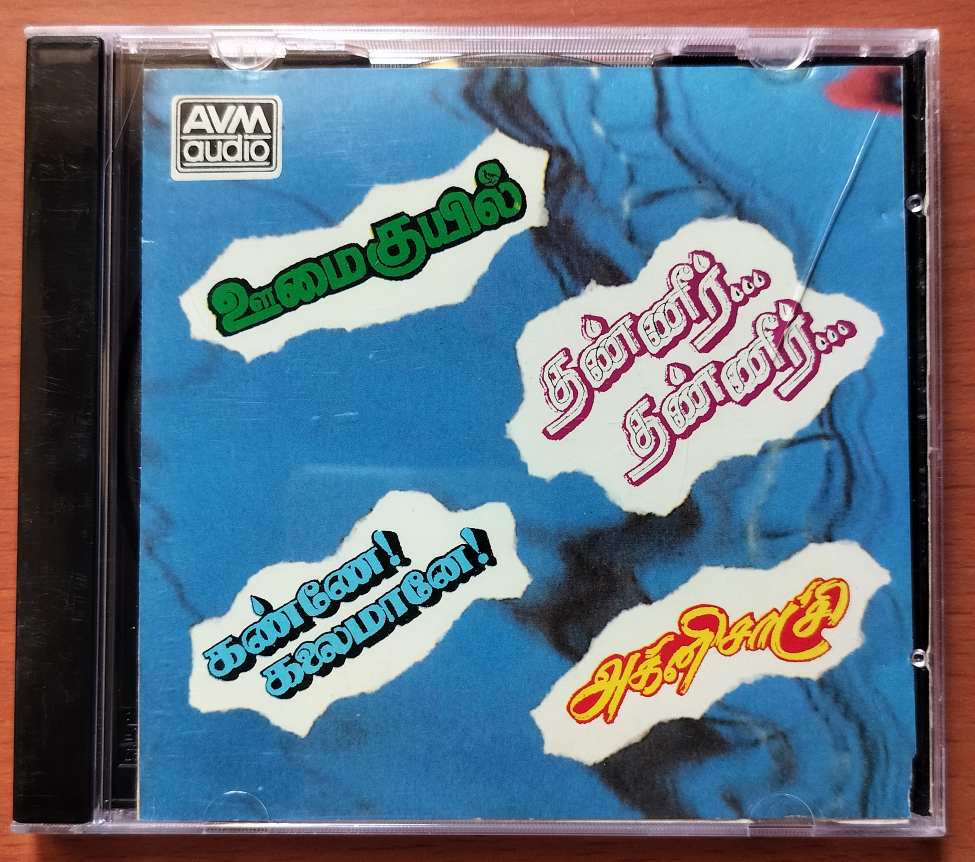 AVM
audio
ஊமைகுயில்
தண்ணீர்...
தண்ணீர்...
கண்ணே!
கலைமானே!
அக்னிசாட்சி